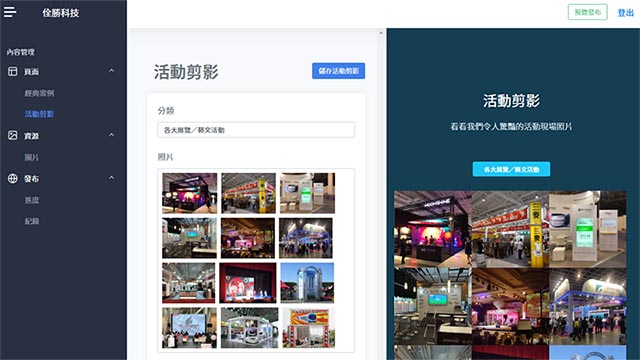 佺勝科技
預覽發布
登出
內容管理
頁面
經典案例
活動剪影
資源
圖片
發布
進度
紀錄
活動剪影
儲存活動剪影
分類
各大展覽／藝文活動
照片
活動剪影
看看我們令人驚豔的活動現場照片
各大展覽／藝文活動
MOONSHINE
三菱